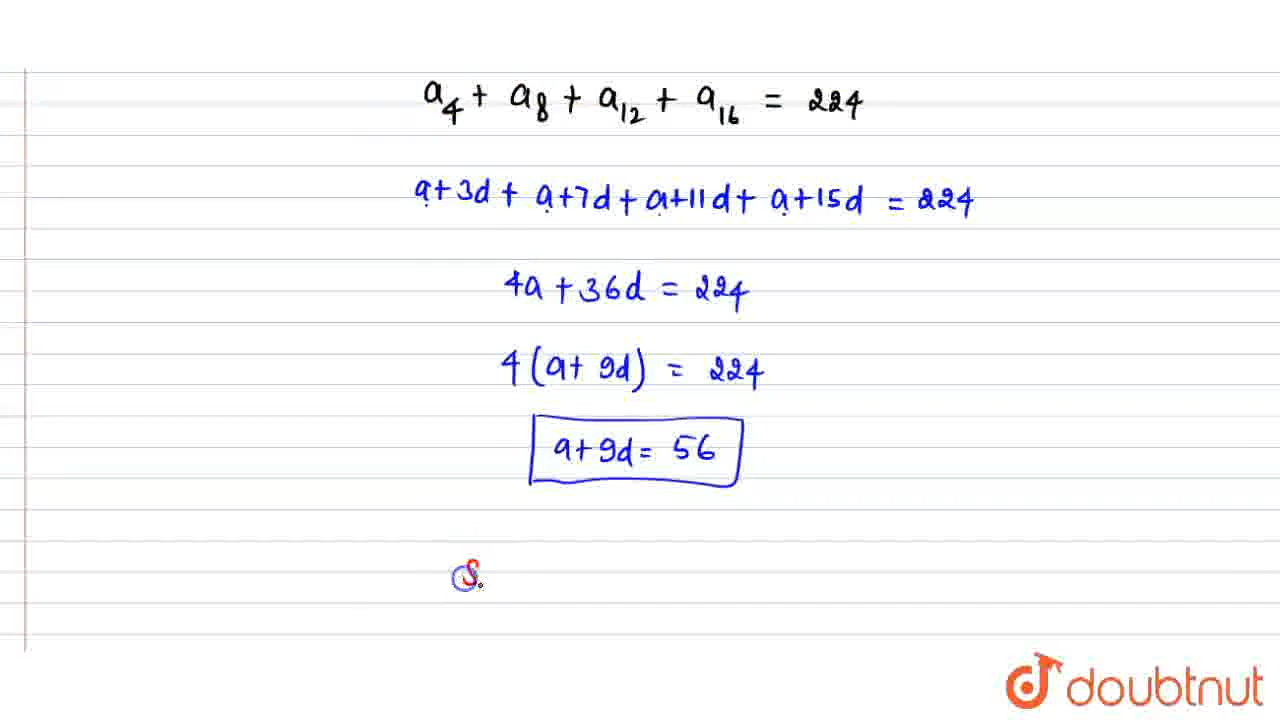 a₄ + a₈ + a₁₂ + a₁₆ = 224
a+3d + a+7d + a+11d + a+15d = 224
4a + 36d = 224
4(a + 9d) = 224
a + 9d = 56
S
doubtnut